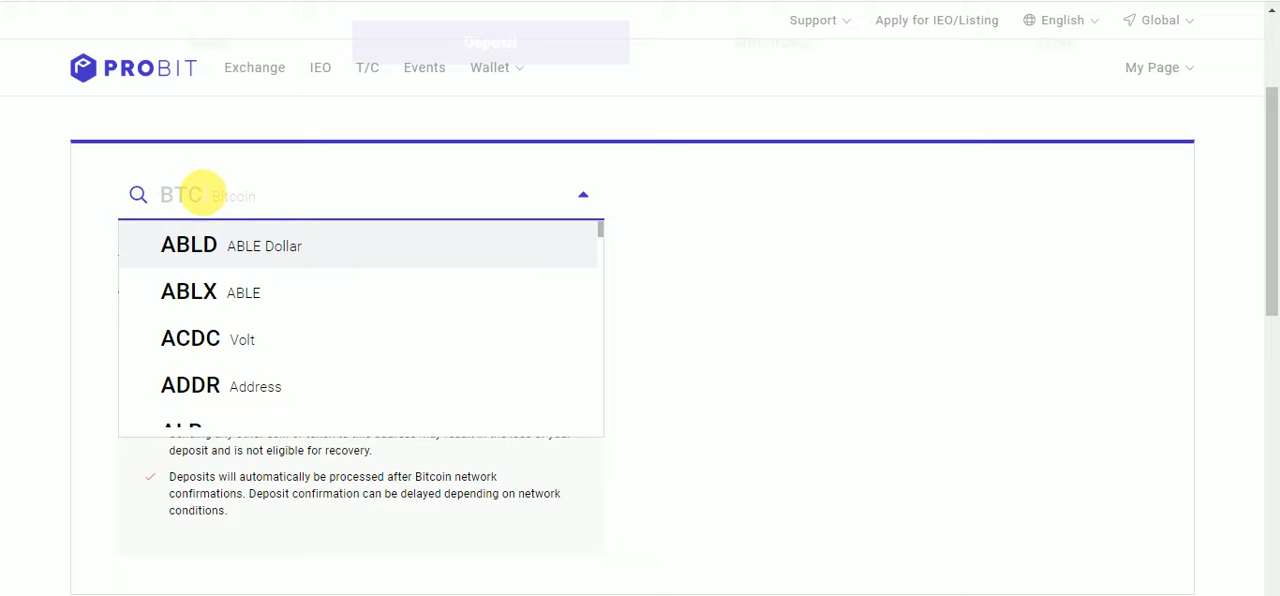 Support
Apply for IEO/Listing
English
Global
Deposit
PROBIT
Exchange
IEO
T/C
Events
Wallet
My Page
BTC Bitcoin
ABLD ABLE Dollar
ABLX ABLE
ACDC Volt
ADDR Address
deposit and is not eligible for recovery.
Deposits will automatically be processed after Bitcoin network
confirmations. Deposit confirmation can be delayed depending on network
conditions.